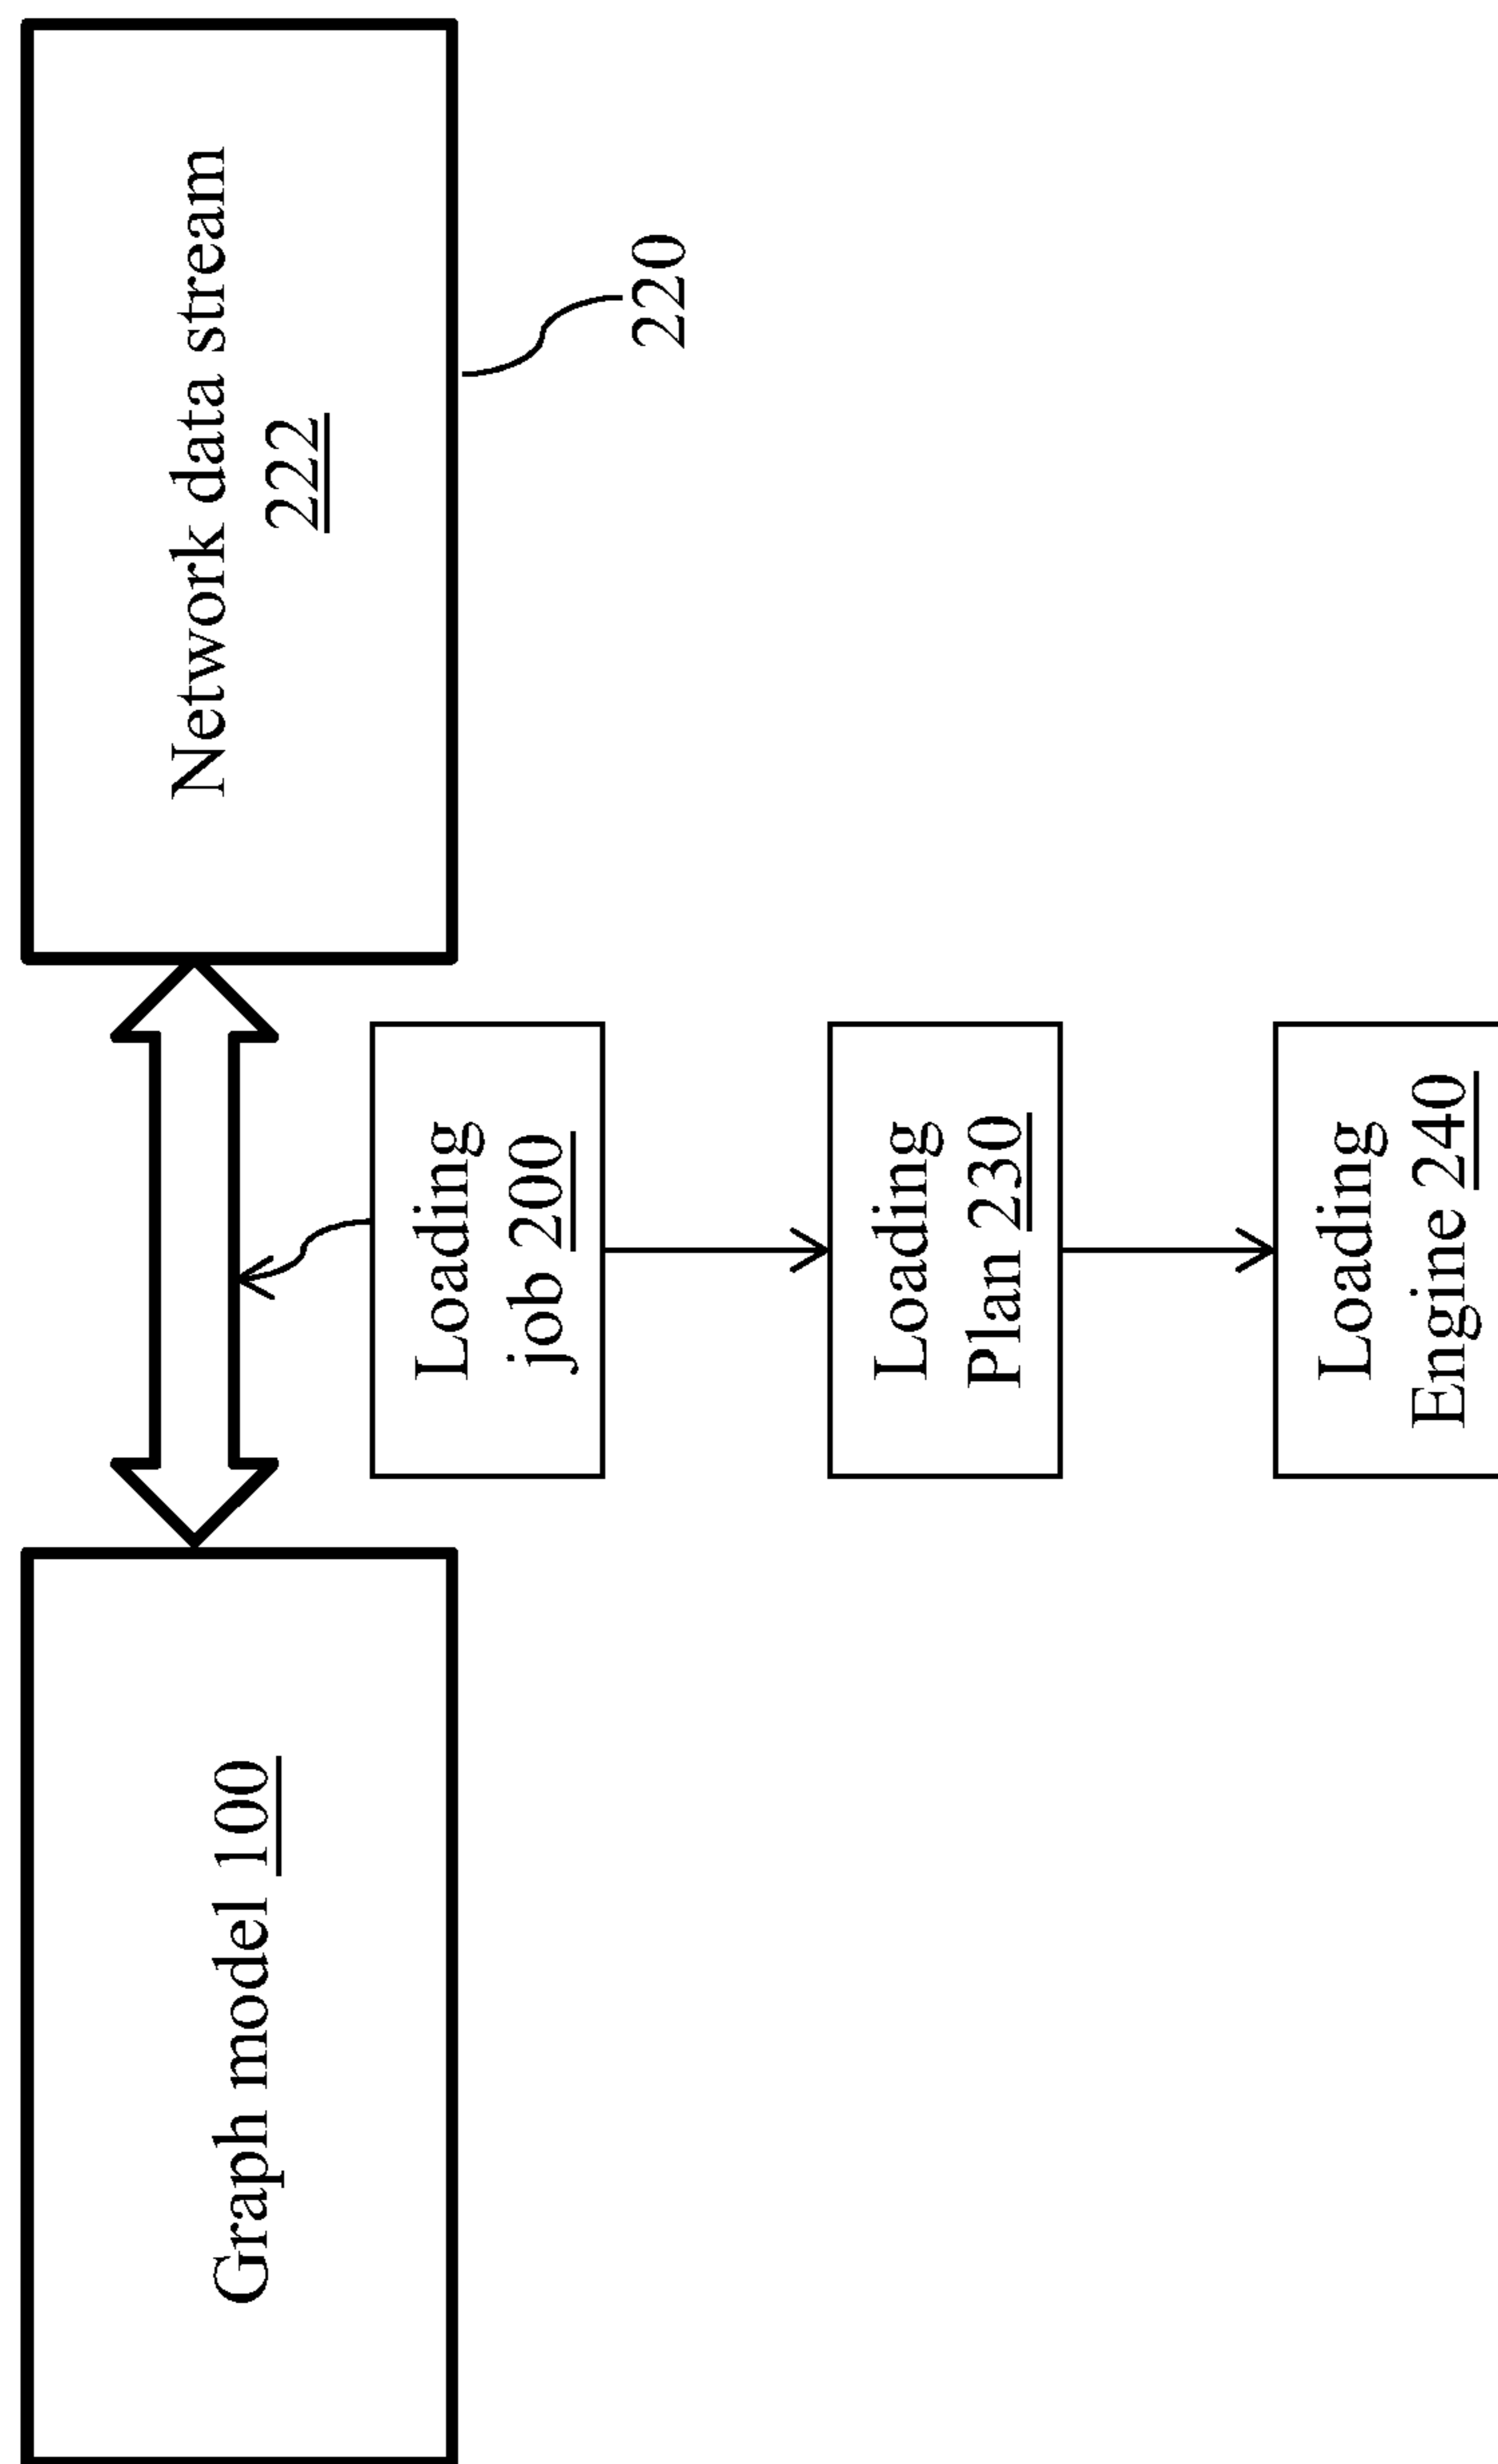 Graph model 100
Network data stream
222
220
Loading
job 200
Loading
Plan 230
Loading
Engine 240